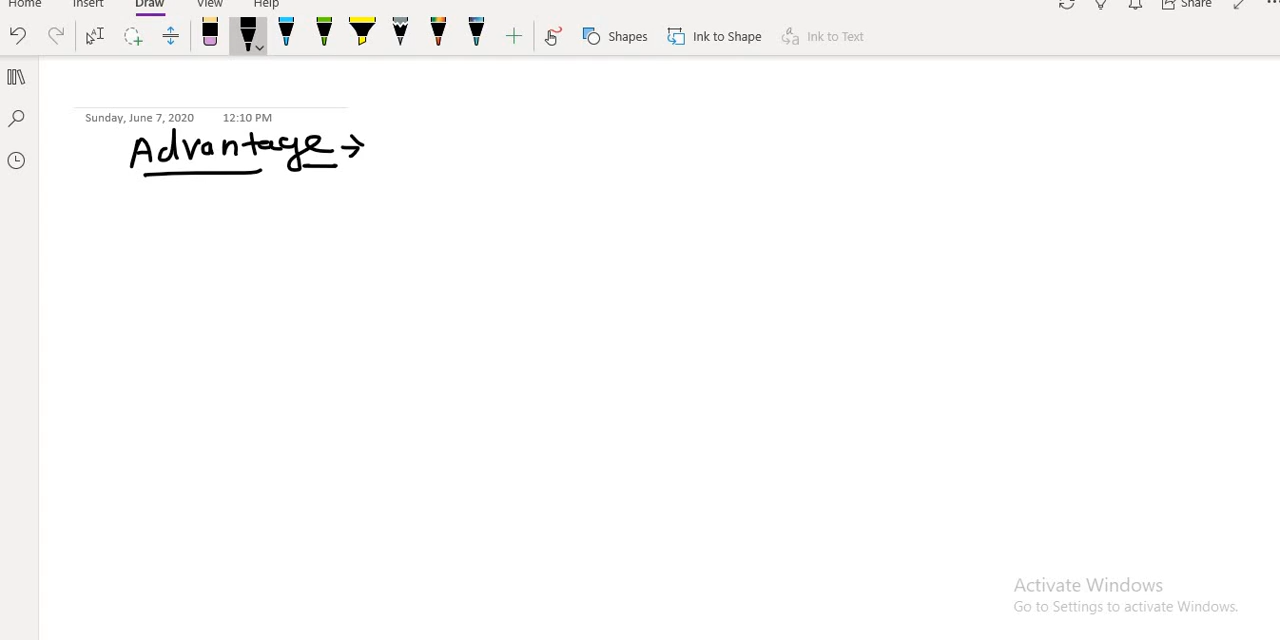 Home Insert Draw View Help Share
Shapes Ink to Shape Ink to Text
Sunday, June 7, 2020 12:10 PM
Advantage →
Activate Windows
Go to Settings to activate Windows.